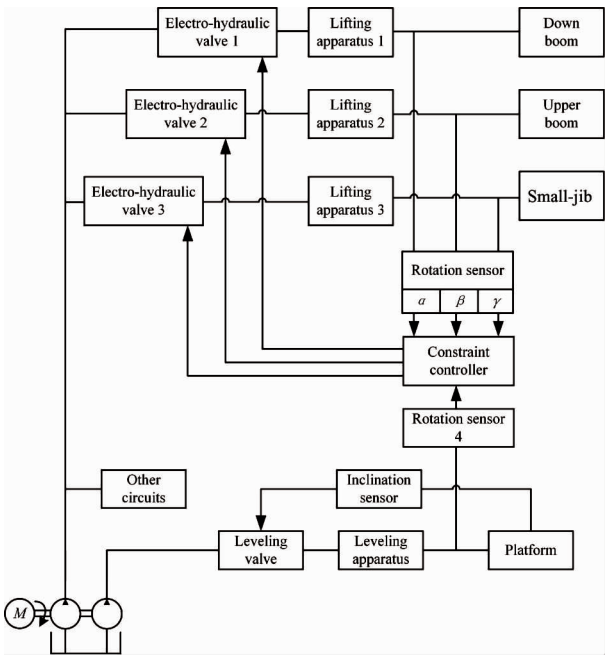 Electro-hydraulic
valve 1
Lifting
apparatus 1
Down
boom
Electro-hydraulic
valve 2
Lifting
apparatus 2
Upper
boom
Electro-hydraulic
valve 3
Lifting
apparatus 3
Small-jib
Rotation sensor
α β γ
Constraint
controller
Rotation sensor
4
Other
circuits
Inclination
sensor
Leveling
valve
Leveling
apparatus
Platform
M